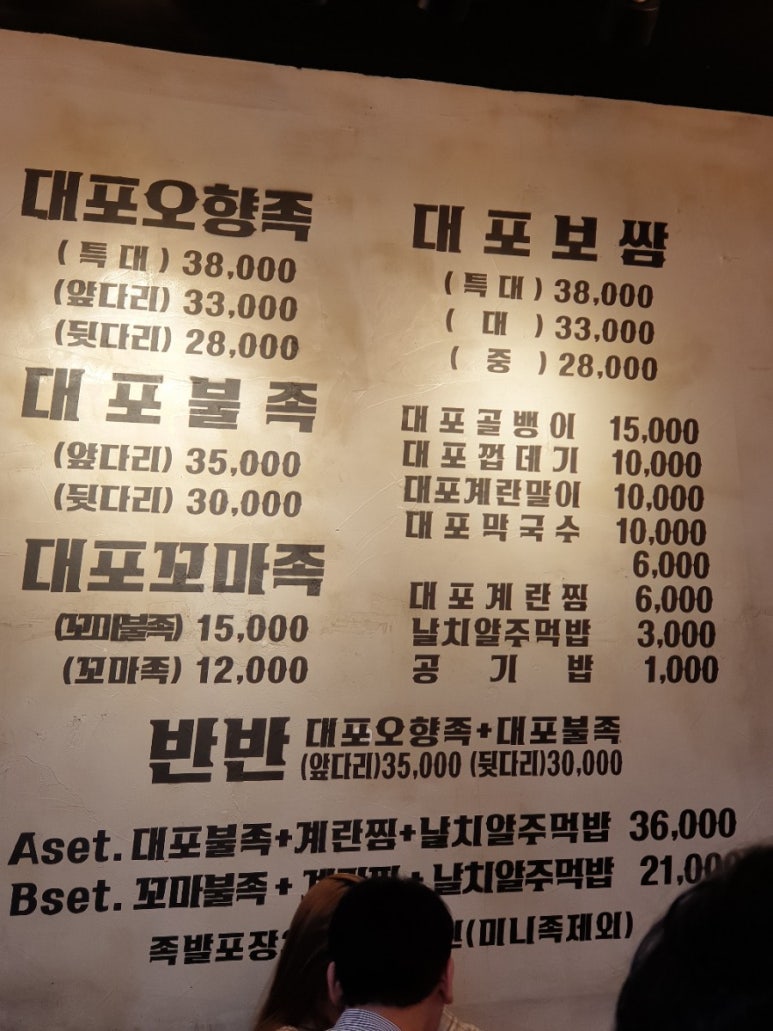 대포오향족
(특대) 38,000
(앞다리) 33,000
(뒷다리) 28,000
대포불족
(앞다리) 35,000
(뒷다리) 30,000
대포꼬마족
(꼬마불족) 15,000
(꼬마족) 12,000
대포보쌈
(특대) 38,000
(대) 33,000
(중) 28,000
대포골뱅이 15,000
대포껍데기 10,000
대포계란말이 10,000
대포막국수 10,000
6,000
대포계란찜 6,000
날치알주먹밥 3,000
공기밥 1,000
반반 대포오향족+대포불족
(앞다리)35,000 (뒷다리)30,000
Aset. 대포불족+계란찜+날치알주먹밥 36,000
Bset. 꼬마불족+ +날치알주먹밥 21,00
족발포장 (미니족제외)